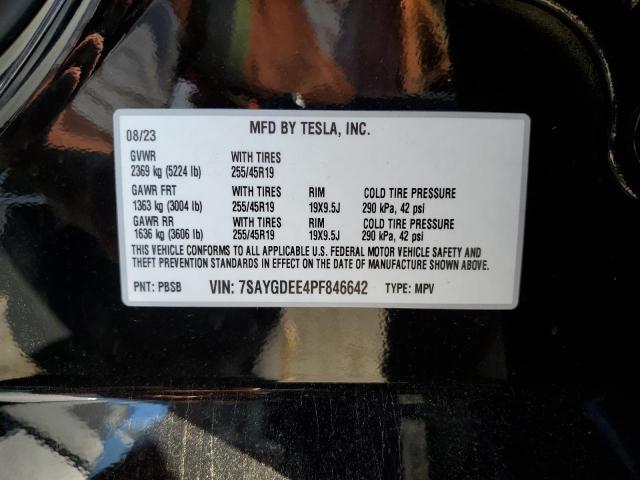 08/23 MFD BY TESLA, INC.
GVWR WITH TIRES
2369 kg (5224 lb) 255/45R19
GAWR FRT WITH TIRES RIM COLD TIRE PRESSURE
1363 kg (3004 lb) 255/45R19 19X9.5J 290 kPa, 42 psi
GAWR RR WITH TIRES RIM COLD TIRE PRESSURE
1636 kg (3606 lb) 255/45R19 19X9.5J 290 kPa, 42 psi
THIS VEHICLE CONFORMS TO ALL APPLICABLE U.S. FEDERAL MOTOR VEHICLE SAFETY AND
THEFT PREVENTION STANDARDS IN EFFECT ON THE DATE OF MANUFACTURE SHOWN ABOVE.
PNT: PBSB VIN: 7SAYGDEE4PF846642 TYPE: MPV